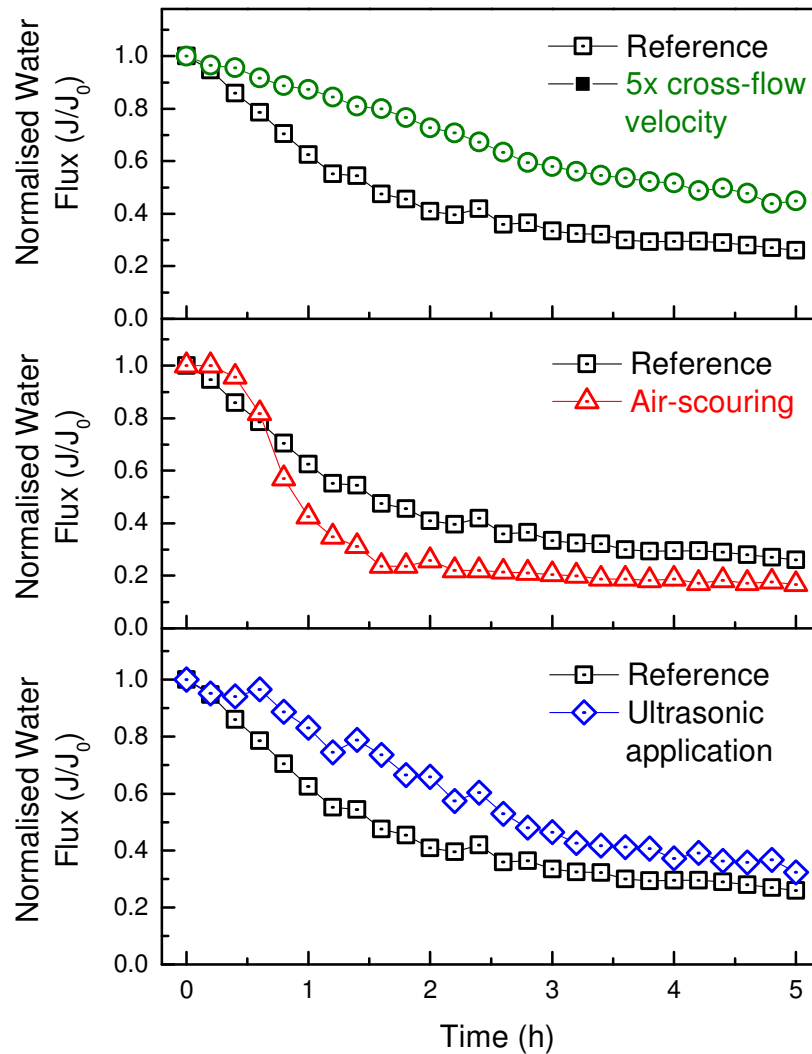 Normalised Water
Flux (J/J₀)
1.0
0.8
0.6
0.4
0.2
0.0
Reference
5x cross-flow
velocity
Normalised Water
Flux (J/J₀)
1.0
0.8
0.6
0.4
0.2
0.0
Reference
Air-scouring
Normalised Water
Flux (J/J₀)
1.0
0.8
0.6
0.4
0.2
0.0
Reference
Ultrasonic
application
0 1 2 3 4 5
Time (h)